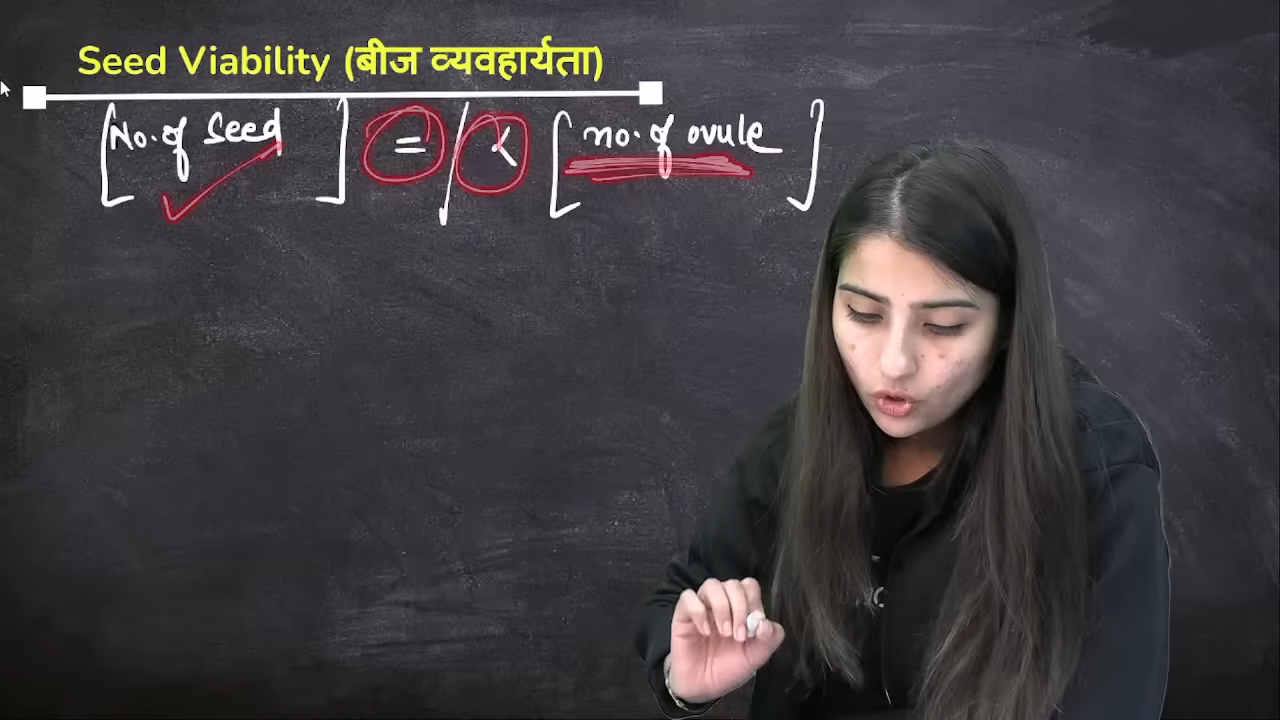 Seed Viability (बीज व्यवहार्यता)
[No. of Seed] = / < [no. of ovule]